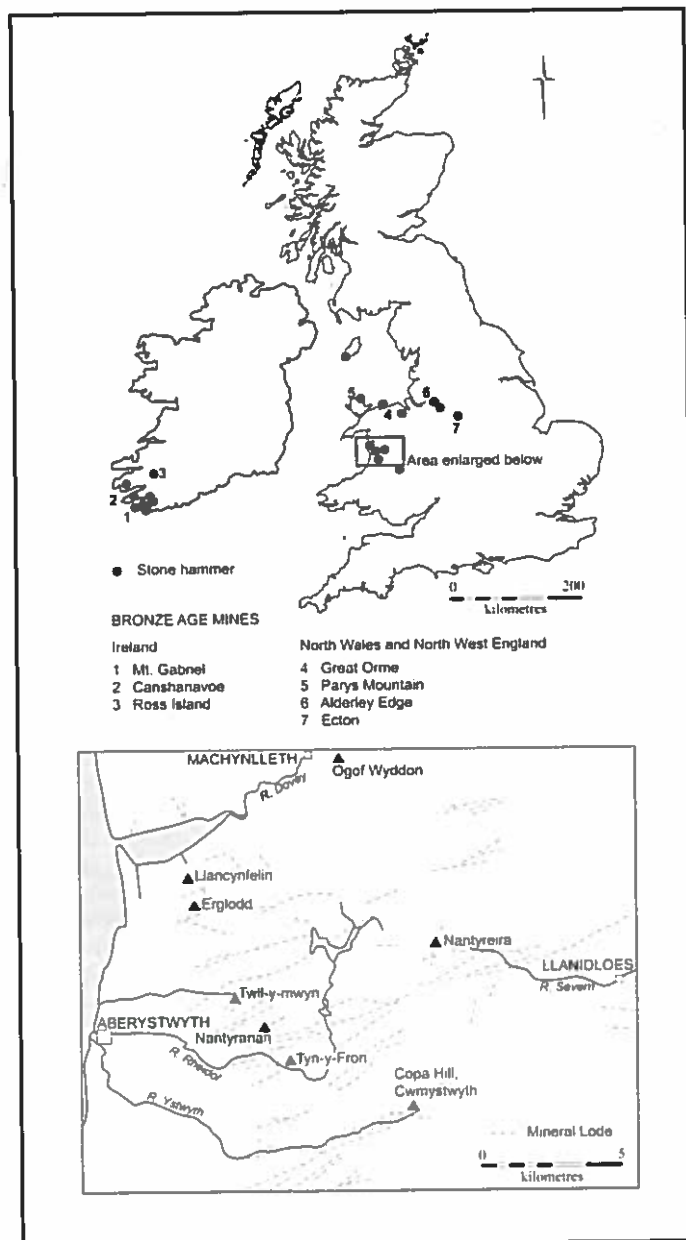 5
4
6
7
Area enlarged below
3
2
1
Stone hammer
0 200
kilometres
BRONZE AGE MINES
Ireland
1 Mt. Gabriel
2 Canshanavoe
3 Ross Island
North Wales and North West England
4 Great Orme
5 Parys Mountain
6 Alderley Edge
7 Ecton
MACHYNLLETH
Ogof Wyddon
R. Dovey
Llancynfelin
Erglodd
Nantyreira
LLANIDLOES
R. Severn
Twll-y-mwyn
ABERYSTWYTH
Nantyranan
R. Rheidol
Tyn-y-Fron
Copa Hill,
Cwmystwyth
R. Ystwyth
Mineral Lode
0 5
kilometres